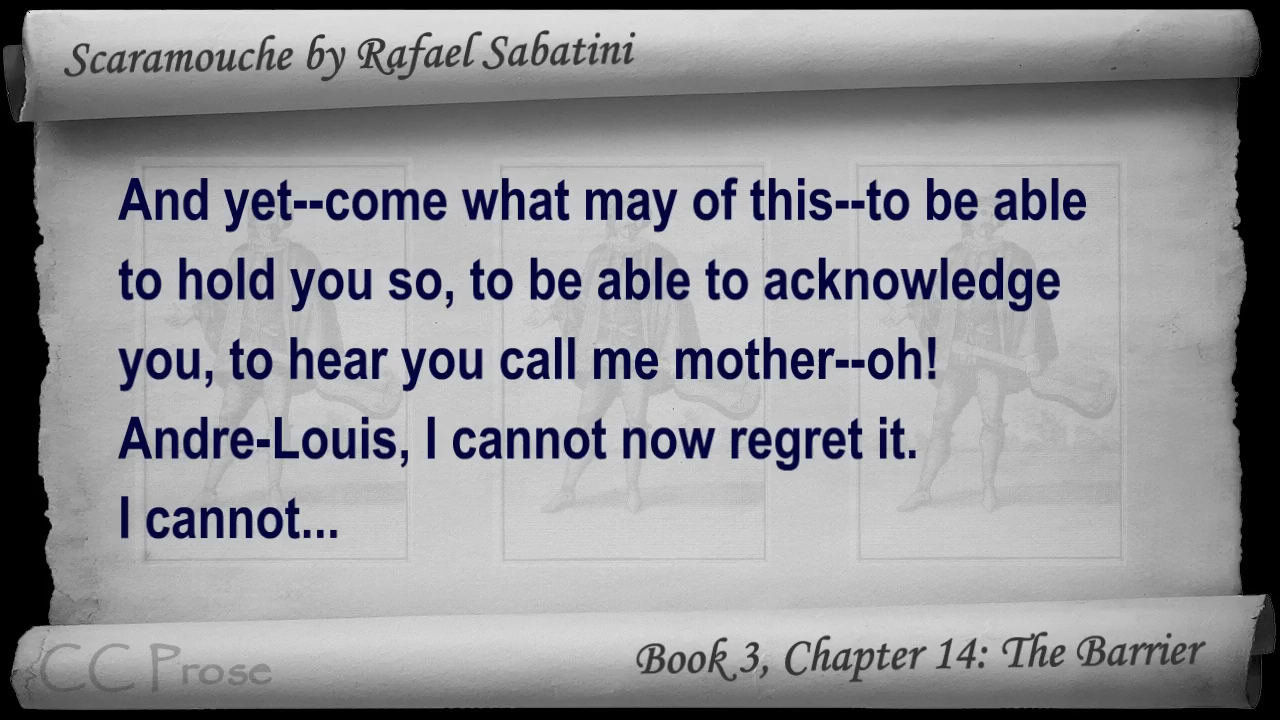 Scaramouche by Rafael Sabatini
And yet--come what may of this--to be able
to hold you so, to be able to acknowledge
you, to hear you call me mother--oh!
Andre-Louis, I cannot now regret it.
I cannot...
CC Prose
Book 3, Chapter 14: The Barrier